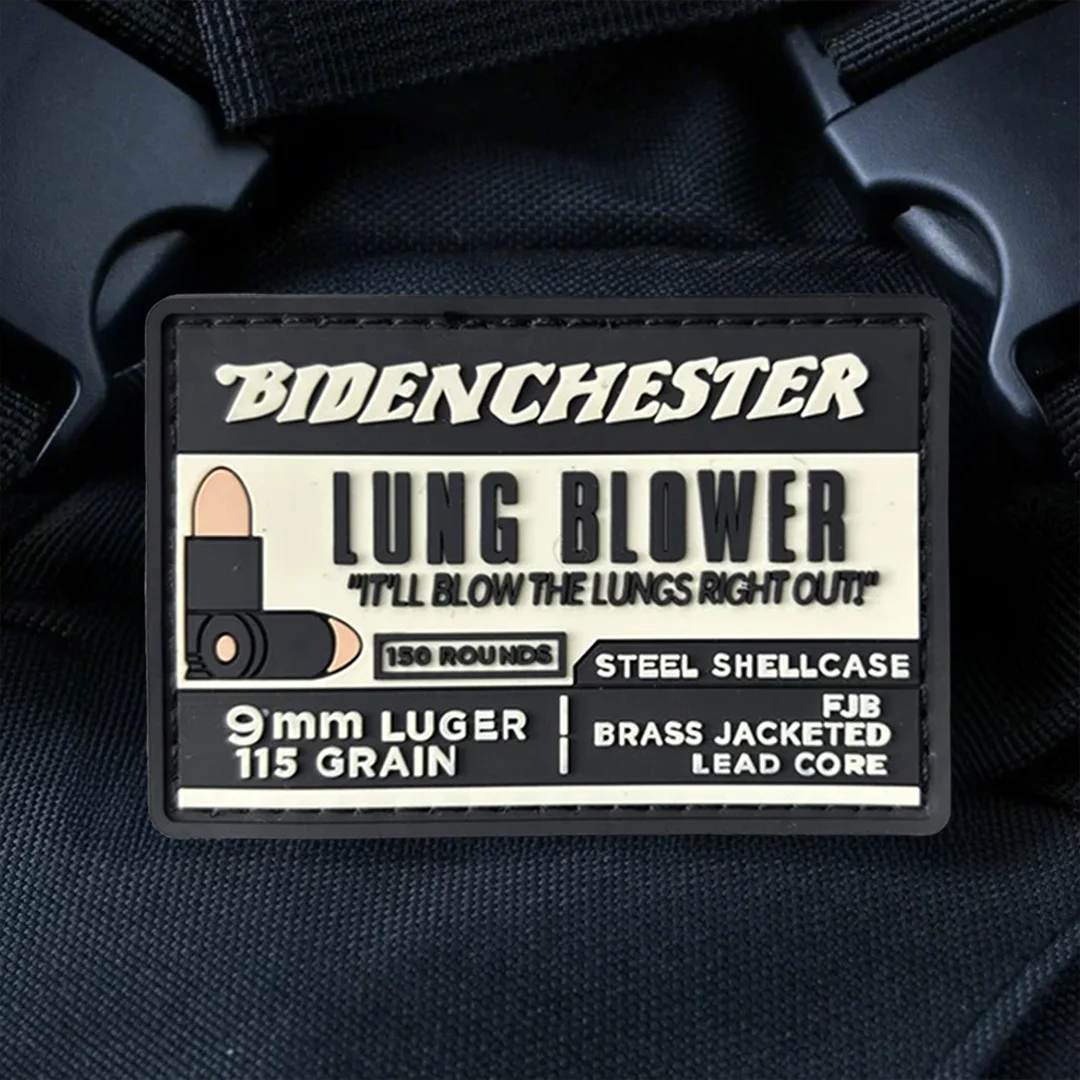 BIDENCHESTER
LUNG BLOWER
"IT'LL BLOW THE LUNGS RIGHT OUT!"
150 ROUNDS
STEEL SHELLCASE
9mm LUGER
115 GRAIN
FJB
BRASS JACKETED
LEAD CORE